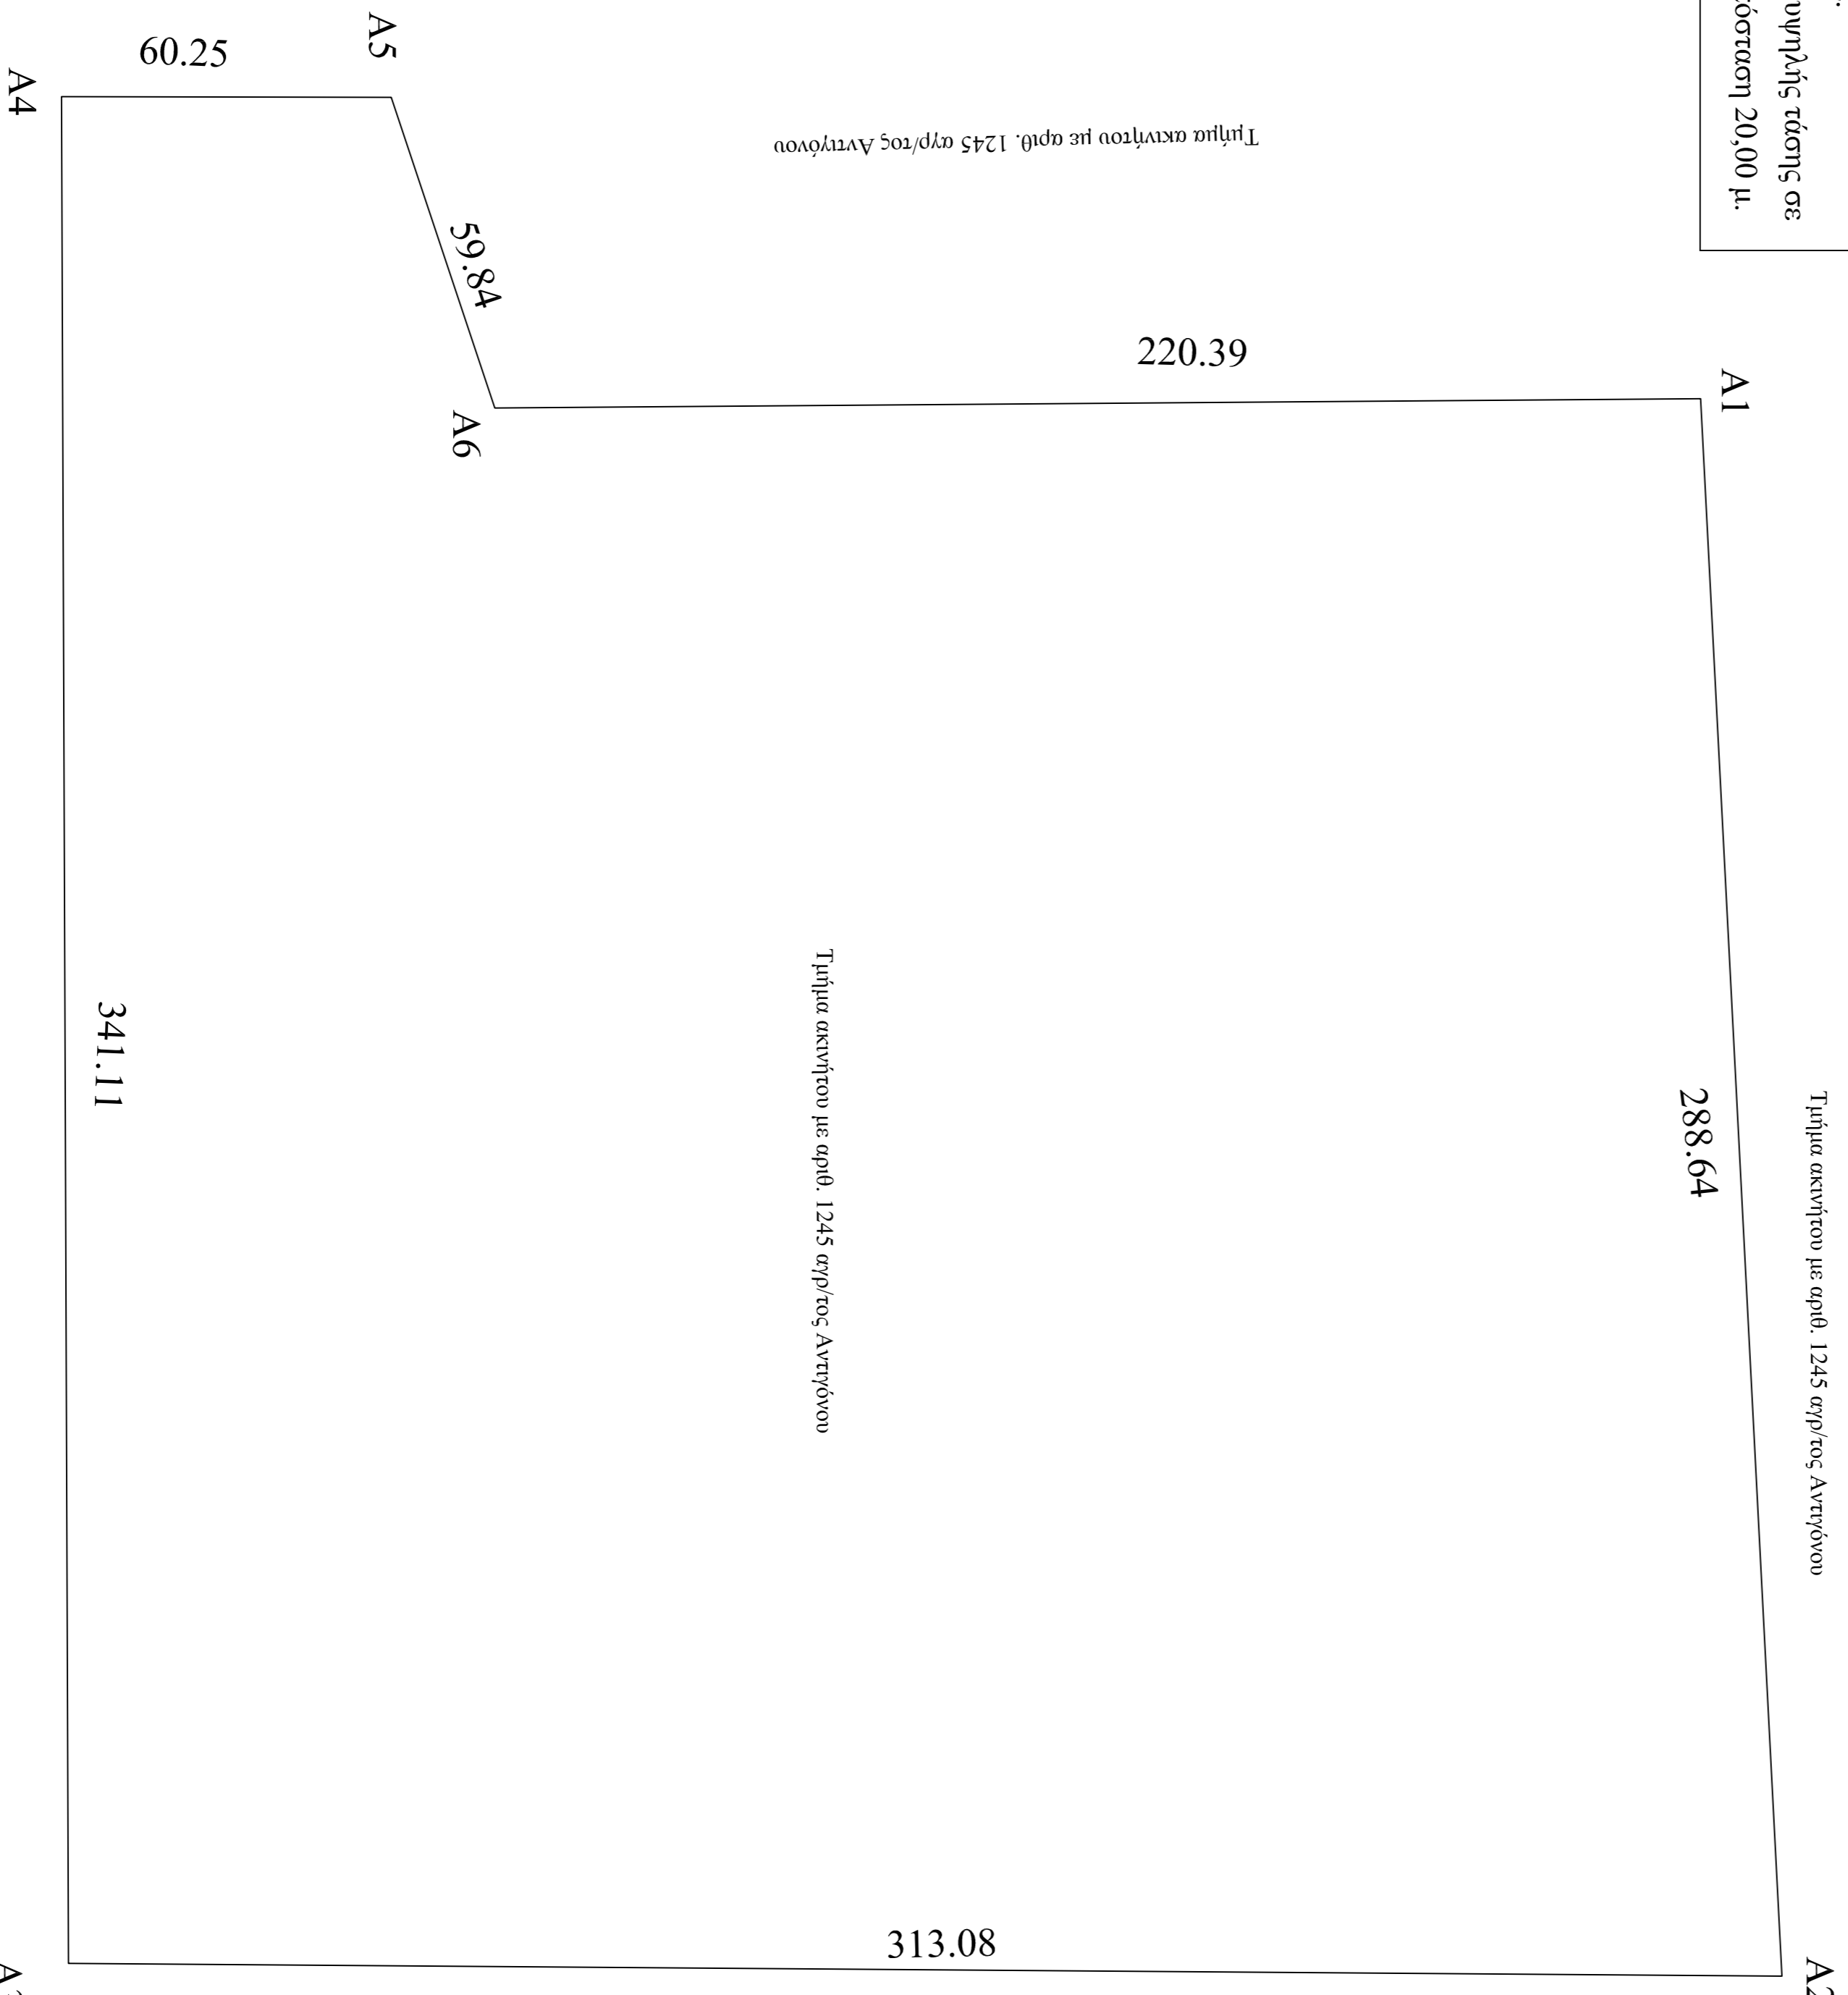 υψηλής τάσης σε
20,00 μ.
A5
60.25
A4
Τμήμα ακινήτου με αριθ. 1245 αγρ/τος Αντιγόνου
59.84
220.39
A1
A6
Τμήμα ακινήτου με αριθ. 1245 αγρ/τος Αντιγόνου
341.11
288.64
Τμήμα ακινήτου με αριθ. 1245 αγρ/τος Αντιγόνου
313.08
A2